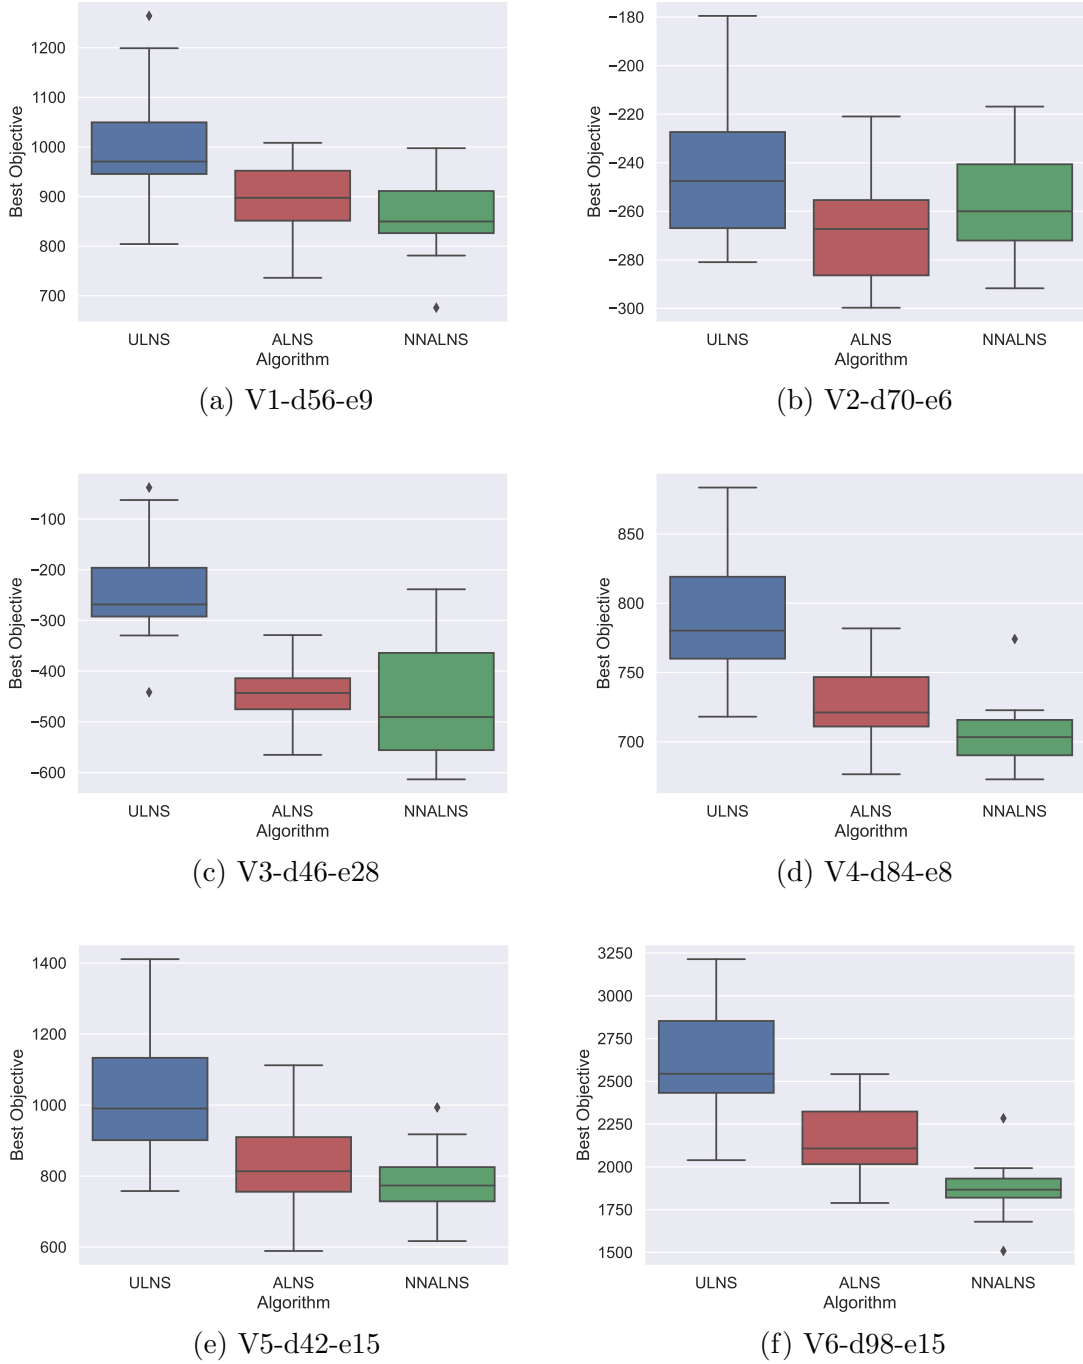 1200
1100
1000
900
800
700
Best Objective
ULNS ALNS NNALNS
Algorithm
(a) V1-d56-e9
−180
−200
−220
−240
−260
−280
−300
Best Objective
ULNS ALNS NNALNS
Algorithm
(b) V2-d70-e6
−100
−200
−300
−400
−500
−600
Best Objective
ULNS ALNS NNALNS
Algorithm
(c) V3-d46-e28
850
800
750
700
Best Objective
ULNS ALNS NNALNS
Algorithm
(d) V4-d84-e8
1400
1200
1000
800
600
Best Objective
ULNS ALNS NNALNS
Algorithm
(e) V5-d42-e15
3250
3000
2750
2500
2250
2000
1750
1500
Best Objective
ULNS ALNS NNALNS
Algorithm
(f) V6-d98-e15